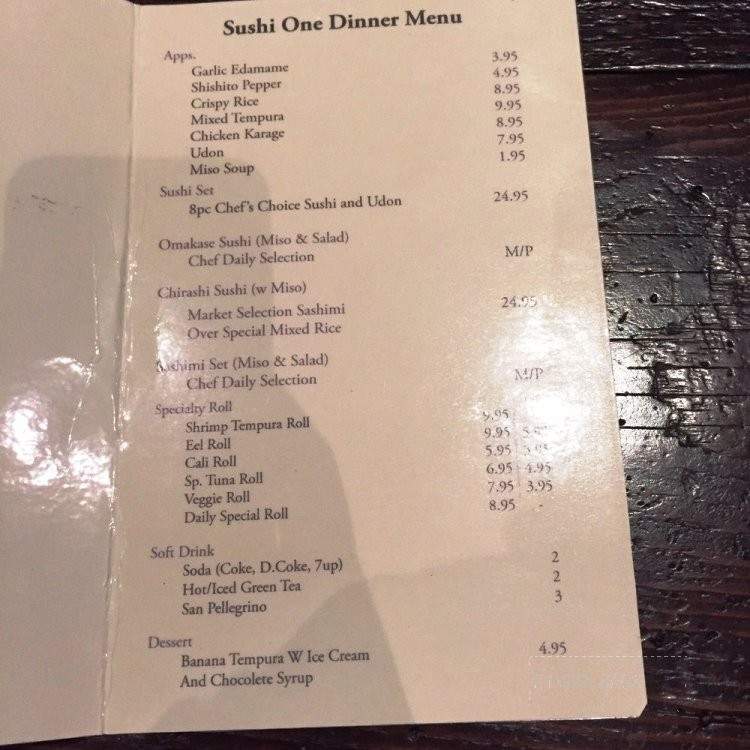 Sushi One Dinner Menu
Apps.
Garlic Edamame 3.95
Shishito Pepper 4.95
Crispy Rice 8.95
Mixed Tempura 9.95
Chicken Karage 8.95
Udon 7.95
Miso Soup 1.95
Sushi Set
8pc Chef's Choice Sushi and Udon 24.95
Omakase Sushi (Miso & Salad)
Chef Daily Selection M/P
Chirashi Sushi (w Miso)
Market Selection Sashimi 24.95
Over Special Mixed Rice
Sashimi Set (Miso & Salad)
Chef Daily Selection M/P
Specialty Roll
Shrimp Tempura Roll 9.95
Eel Roll 9.95
Cali Roll 5.95
Sp. Tuna Roll 6.95 4.95
Veggie Roll 7.95 3.95
Daily Special Roll 8.95 -
Soft Drink
Soda (Coke, D.Coke, 7up) 2
Hot/Iced Green Tea 2
San Pellegrino 3
Dessert
Banana Tempura W Ice Cream 4.95
And Chocolete Syrup